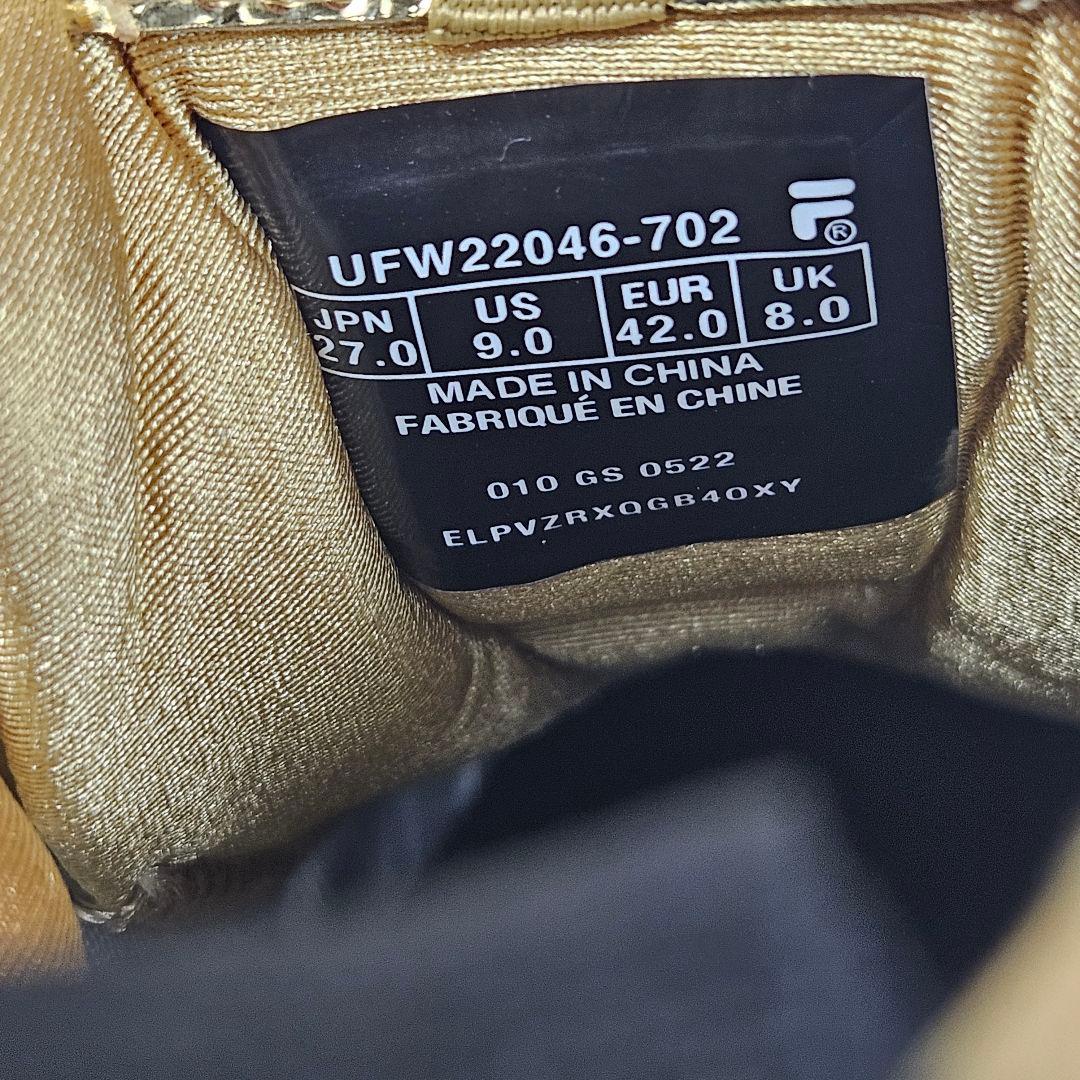 UFW22046-702
JPN US EUR UK
27.0 9.0 42.0 8.0
MADE IN CHINA
FABRIQUÉ EN CHINE
010 GS 0522
ELPVZRXQGB4OXY